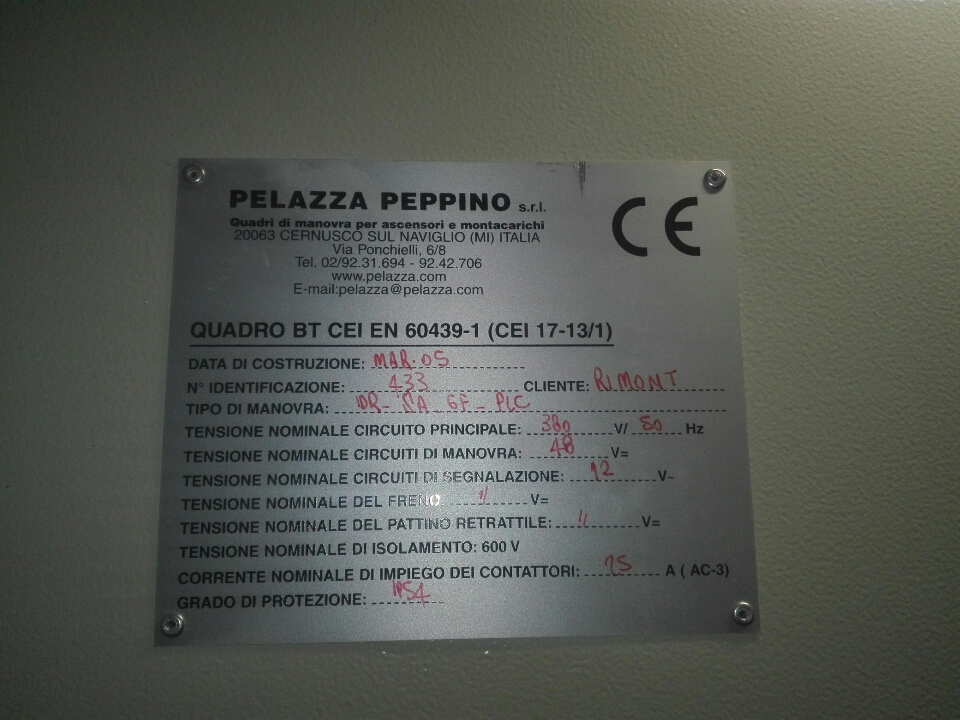 PELAZZA PEPPINO s.r.l.
CE
Quadri di manovra per ascensori e montacarichi
20063 CERNUSCO SUL NAVIGLIO (MI) ITALIA
Via Ponchielli, 6/8
Tel. 02/92.31.694 - 92.42.706
www.pelazza.com
E-mail:pelazza@pelazza.com
QUADRO BT CEI EN 60439-1 (CEI 17-13/1)
DATA DI COSTRUZIONE: MAR.05
N° IDENTIFICAZIONE: 433 CLIENTE: RIMONT
TIPO DI MANOVRA: IDR - SA - 6F - PLC
TENSIONE NOMINALE CIRCUITO PRINCIPALE: 380 V/ 50 Hz
TENSIONE NOMINALE CIRCUITI DI MANOVRA: 48 V=
TENSIONE NOMINALE CIRCUITI DI SEGNALAZIONE: 12 V~
TENSIONE NOMINALE DEL FRENO V=
TENSIONE NOMINALE DEL PATTINO RETRATTILE: V=
TENSIONE NOMINALE DI ISOLAMENTO: 600 V
CORRENTE NOMINALE DI IMPIEGO DEI CONTATTORI: A ( AC-3)
GRADO DI PROTEZIONE: IP54